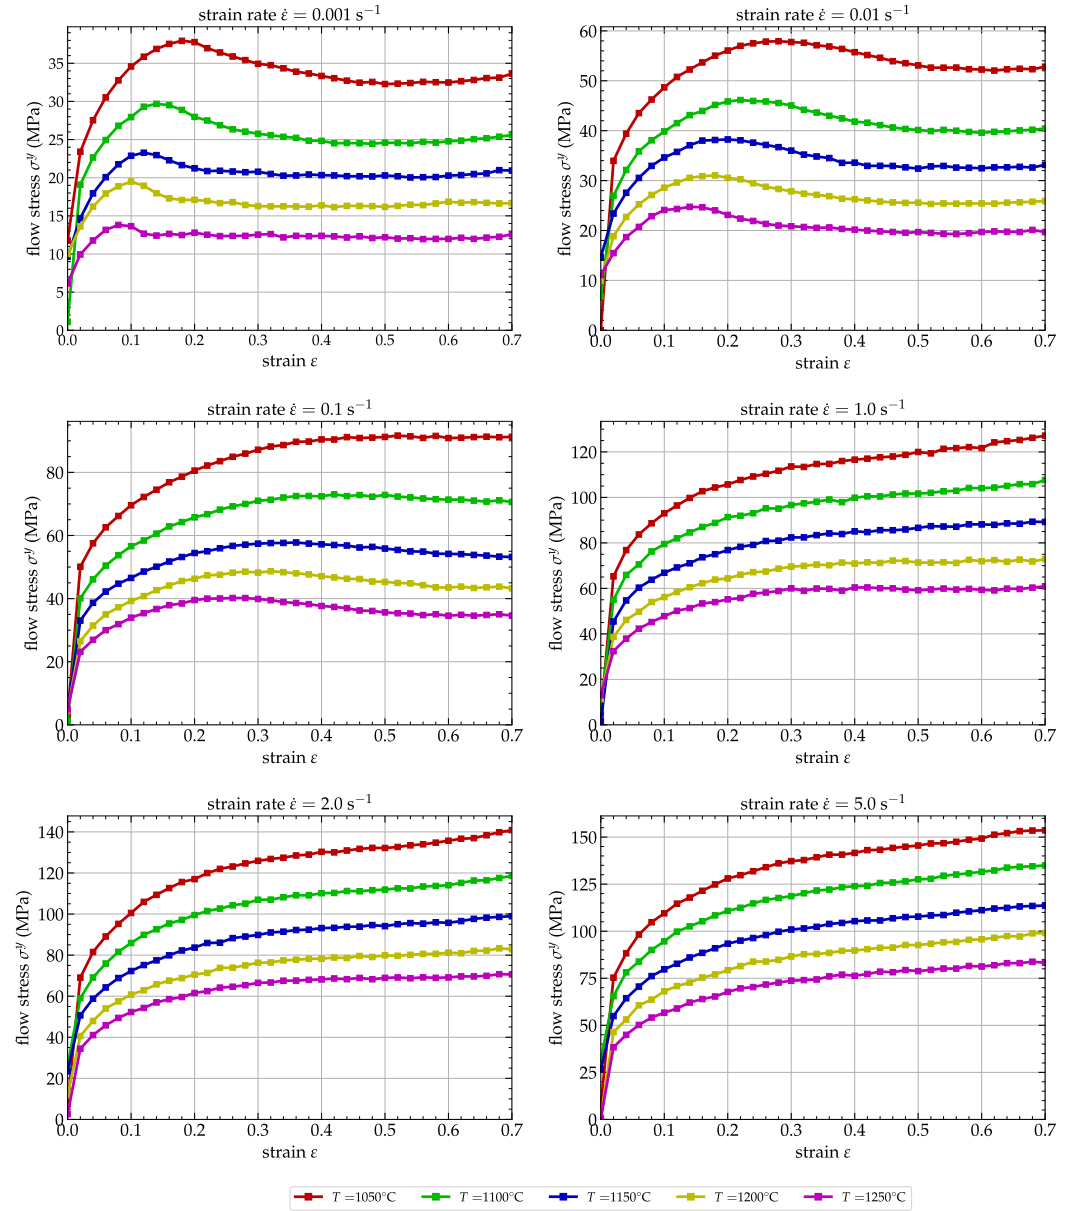 strain rate ε̇ = 0.001 s⁻¹
flow stress σʸ (MPa)
0
5
10
15
20
25
30
35
0.0 0.1 0.2 0.3 0.4 0.5 0.6 0.7
strain ε
strain rate ε̇ = 0.01 s⁻¹
flow stress σʸ (MPa)
0
10
20
30
40
50
60
0.0 0.1 0.2 0.3 0.4 0.5 0.6 0.7
strain ε
strain rate ε̇ = 0.1 s⁻¹
flow stress σʸ (MPa)
0
20
40
60
80
0.0 0.1 0.2 0.3 0.4 0.5 0.6 0.7
strain ε
strain rate ε̇ = 1.0 s⁻¹
flow stress σʸ (MPa)
0
20
40
60
80
100
120
0.0 0.1 0.2 0.3 0.4 0.5 0.6 0.7
strain ε
strain rate ε̇ = 2.0 s⁻¹
flow stress σʸ (MPa)
0
20
40
60
80
100
120
140
0.0 0.1 0.2 0.3 0.4 0.5 0.6 0.7
strain ε
strain rate ε̇ = 5.0 s⁻¹
flow stress σʸ (MPa)
0
25
50
75
100
125
150
0.0 0.1 0.2 0.3 0.4 0.5 0.6 0.7
strain ε
T =1050°C T =1100°C T =1150°C T =1200°C T =1250°C